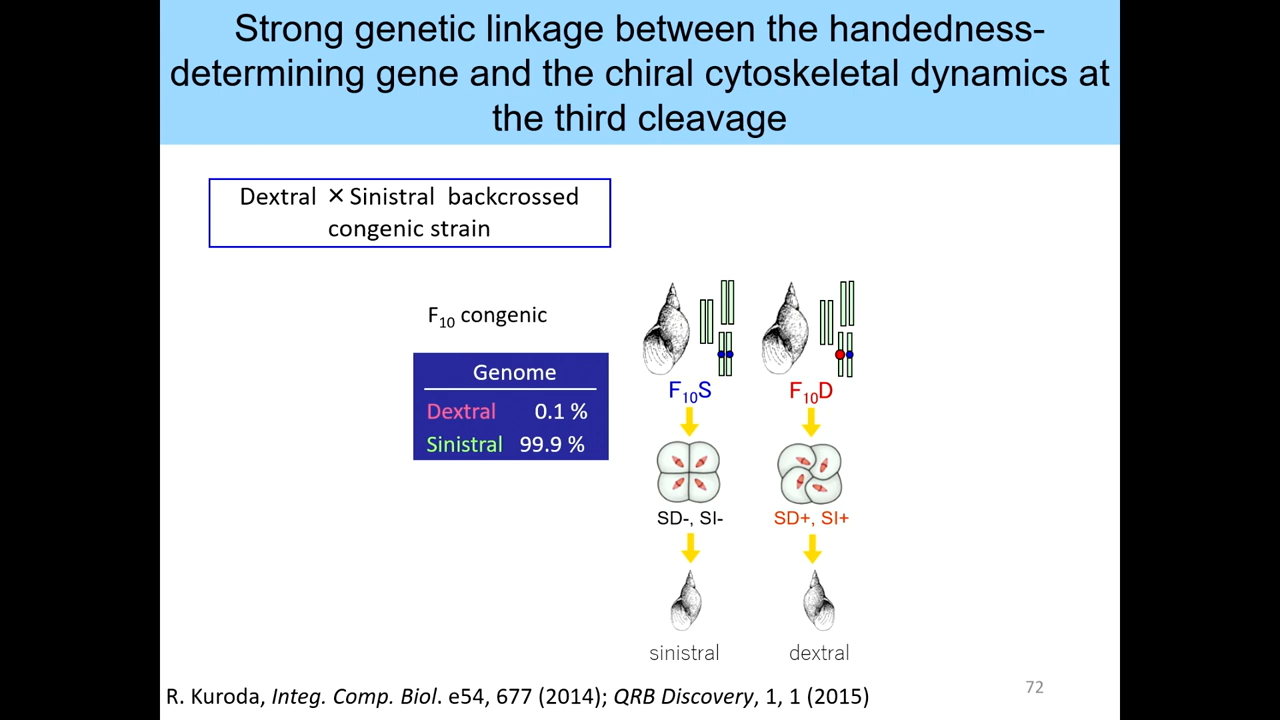 Strong genetic linkage between the handedness-
determining gene and the chiral cytoskeletal dynamics at
the third cleavage
Dextral × Sinistral backcrossed
congenic strain
F10 congenic
Genome
Dextral 0.1 %
Sinistral 99.9 %
F10S F10D
SD-, SI- SD+, SI+
sinistral dextral
72
R. Kuroda, Integ. Comp. Biol. e54, 677 (2014); QRB Discovery, 1, 1 (2015)